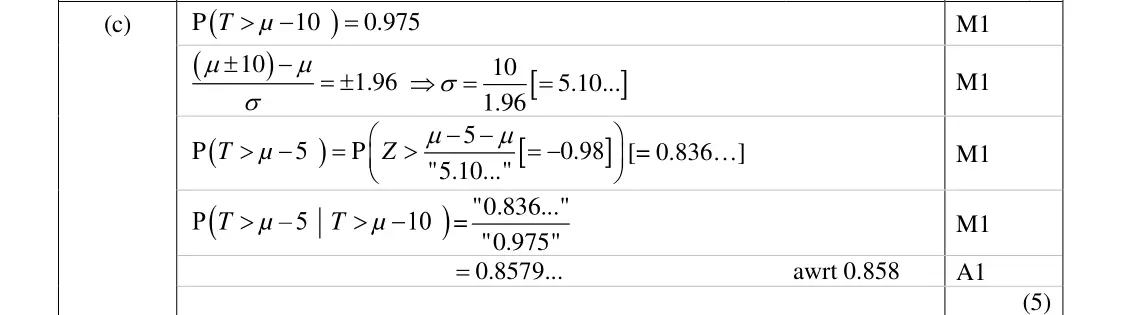 (c) P(T > μ – 10 ) = 0.975 M1
(μ ± 10) – μ / σ = ±1.96 ⇒ σ = 10 / 1.96 [= 5.10...] M1
P(T > μ – 5 ) = P(Z > μ – 5 – μ / "5.10..." [= –0.98]) [= 0.836…] M1
P(T > μ – 5 | T > μ – 10 ) = "0.836..." / "0.975" M1
= 0.8579... awrt 0.858 A1
(5)